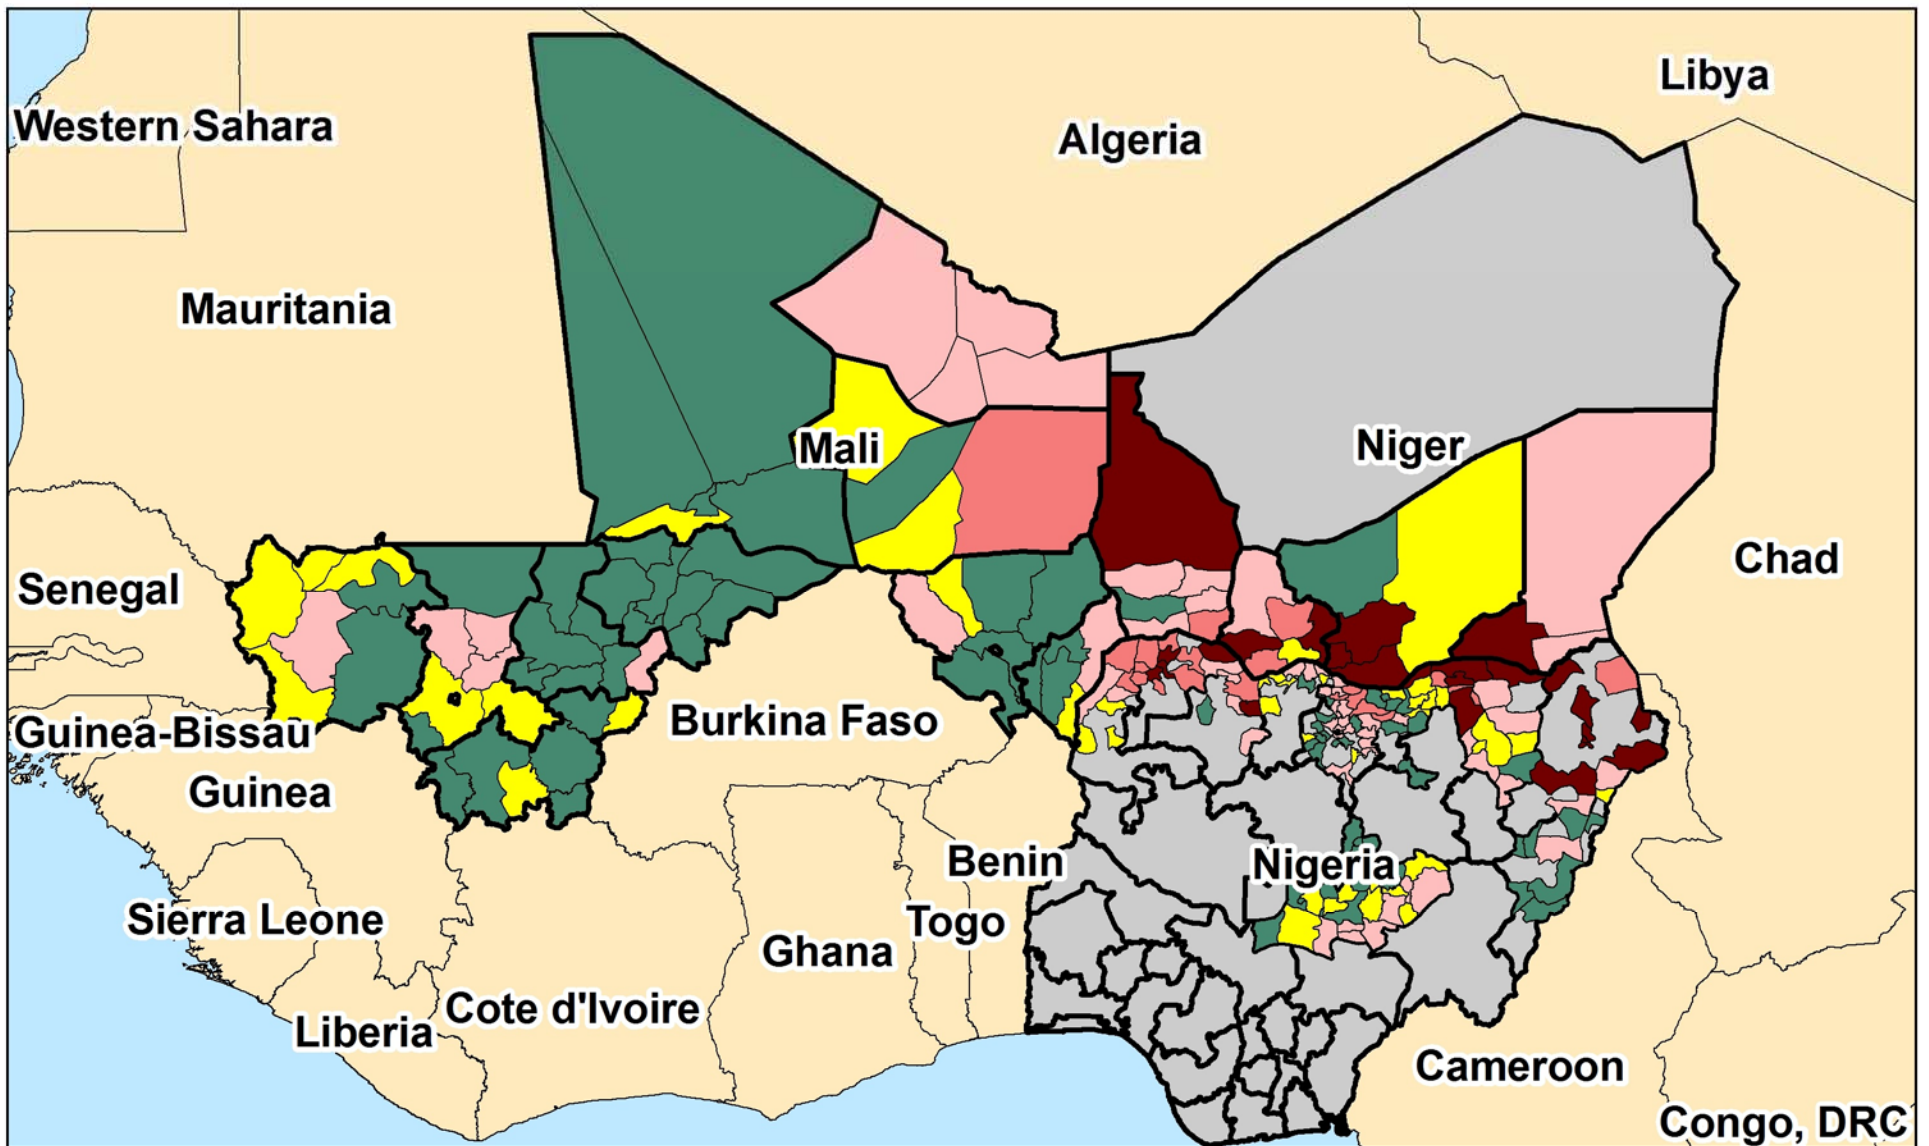 Libya
Western Sahara
Algeria
Mauritania
Niger
Mali
Chad
Senegal
Burkina Faso
Guinea-Bissau
Guinea
Benin
Nigeria
Sierra Leone
Togo
Ghana
Cote d'Ivoire
Liberia
Cameroon
Congo, DRC